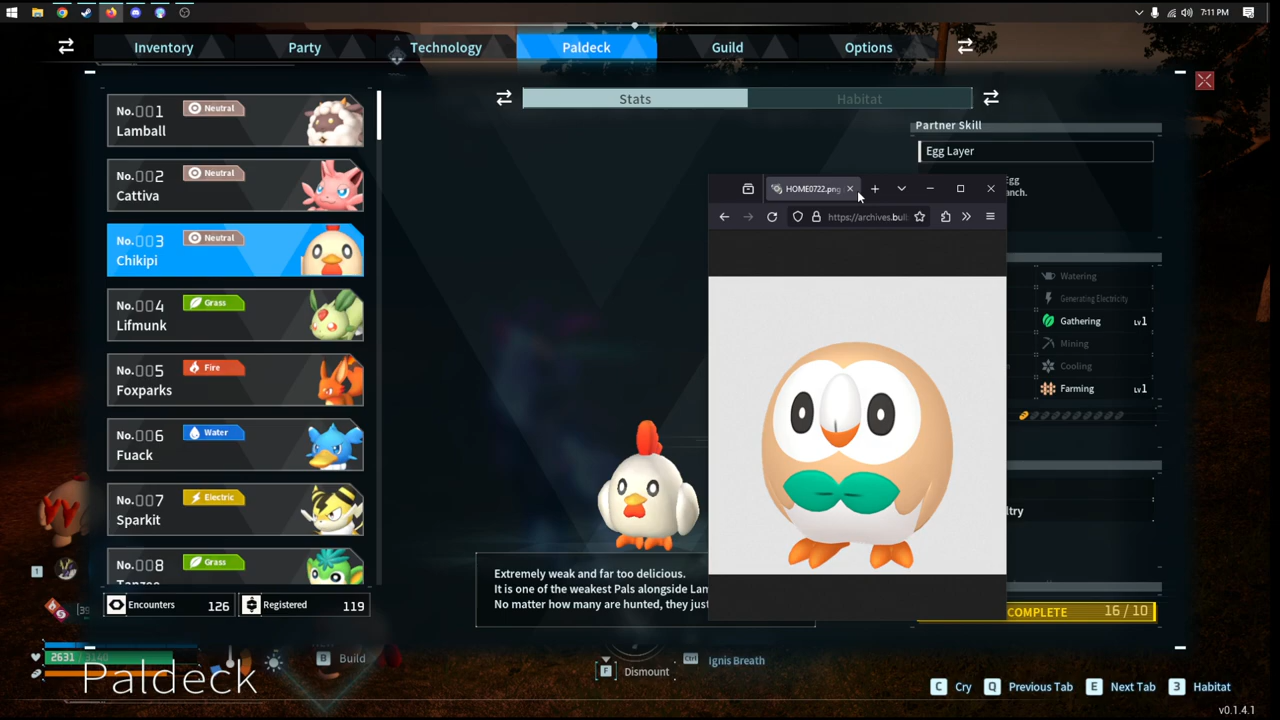 7:11 PM
Inventory
Party
Technology
Paldeck
Guild
Options
Stats
Habitat
No.001
Neutral
Lamball
No.002
Neutral
Cattiva
No.003
Neutral
Chikipi
No.004
Grass
Lifmunk
No.005
Fire
Foxparks
No.006
Water
Fuack
No.007
Electric
Sparkit
No.008
Grass
Tanzee
Encounters 126
Registered 119
Partner Skill
Egg Layer
HOME0722.png
https://archives.bul
Watering
Generating Electricity
Gathering Lv1
Mining
Cooling
Farming Lv1
Extremely weak and far too delicious.
It is one of the weakest Pals alongside Lam
No matter how many are hunted, they just
COMPLETE 16 / 10
1
2631 / 3140
B Build
F Dismount
Ctrl Ignis Breath
Paldeck
C Cry
Q Previous Tab
E Next Tab
3 Habitat
v0.1.4.1